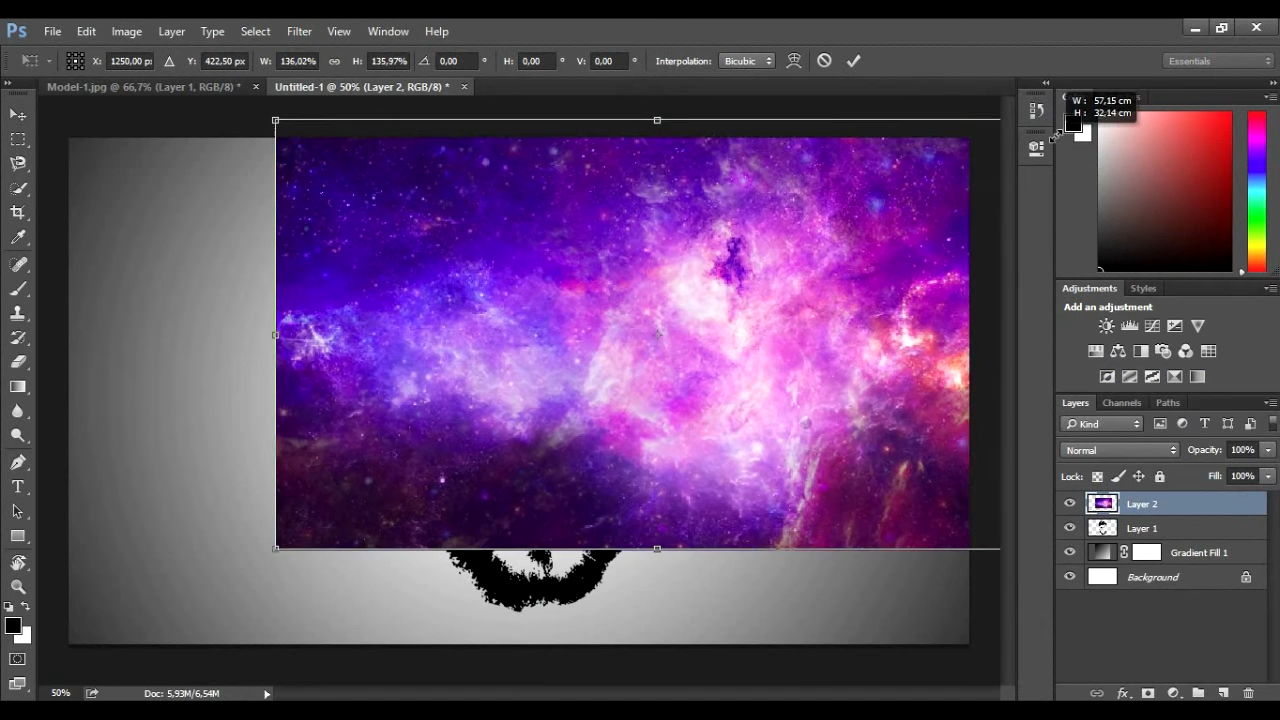 Ps File Edit Image Layer Type Select Filter View Window Help
X: 1250,00 px Y: 422,50 px W: 136,02% H: 135,97% 0,00 ° H: 0,00 ° V: 0,00 ° Interpolation: Bicubic Essentials
Model-1.jpg @ 66,7% (Layer 1, RGB/8) * Untitled-1 @ 50% (Layer 2, RGB/8) *
W: 57,15 cm
H: 32,14 cm
Adjustments Styles
Add an adjustment
Layers Channels Paths
Kind
Normal Opacity: 100%
Lock: Fill: 100%
Layer 2
Layer 1
Gradient Fill 1
Background
50% Doc: 5,93M/6,54M